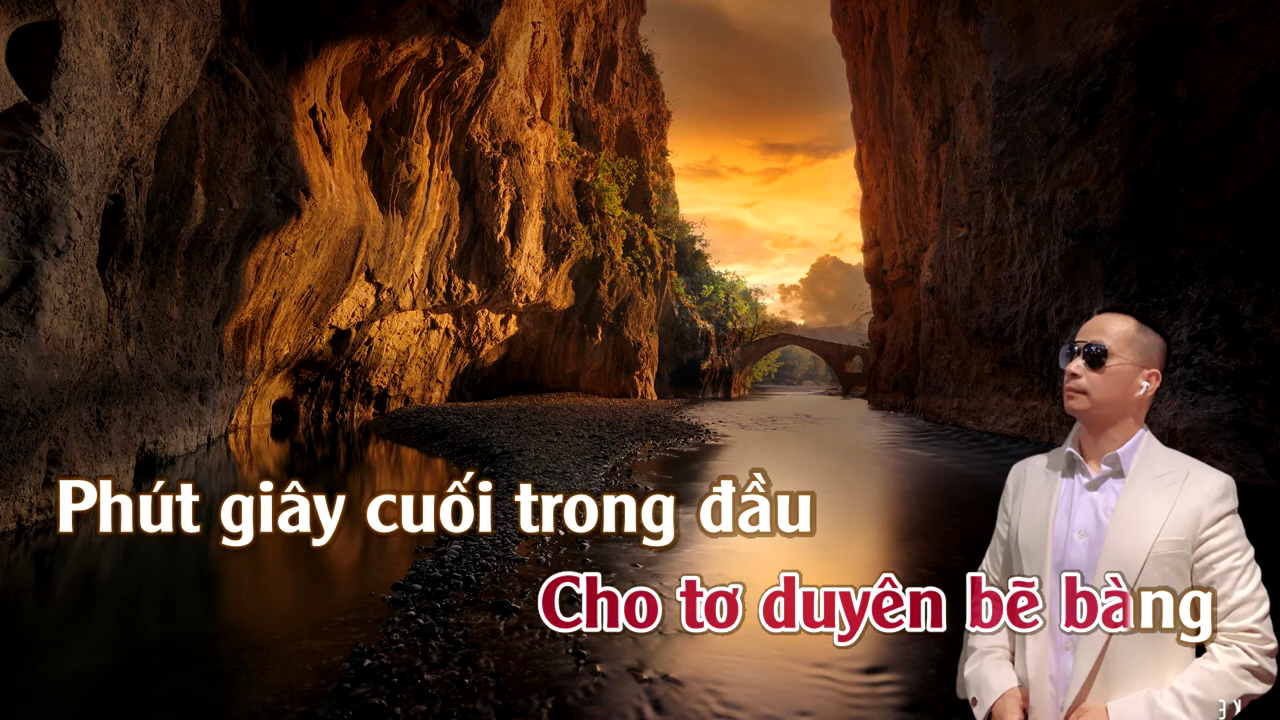 Phút giây cuối trong đầu
Cho tơ duyên bẽ bàng